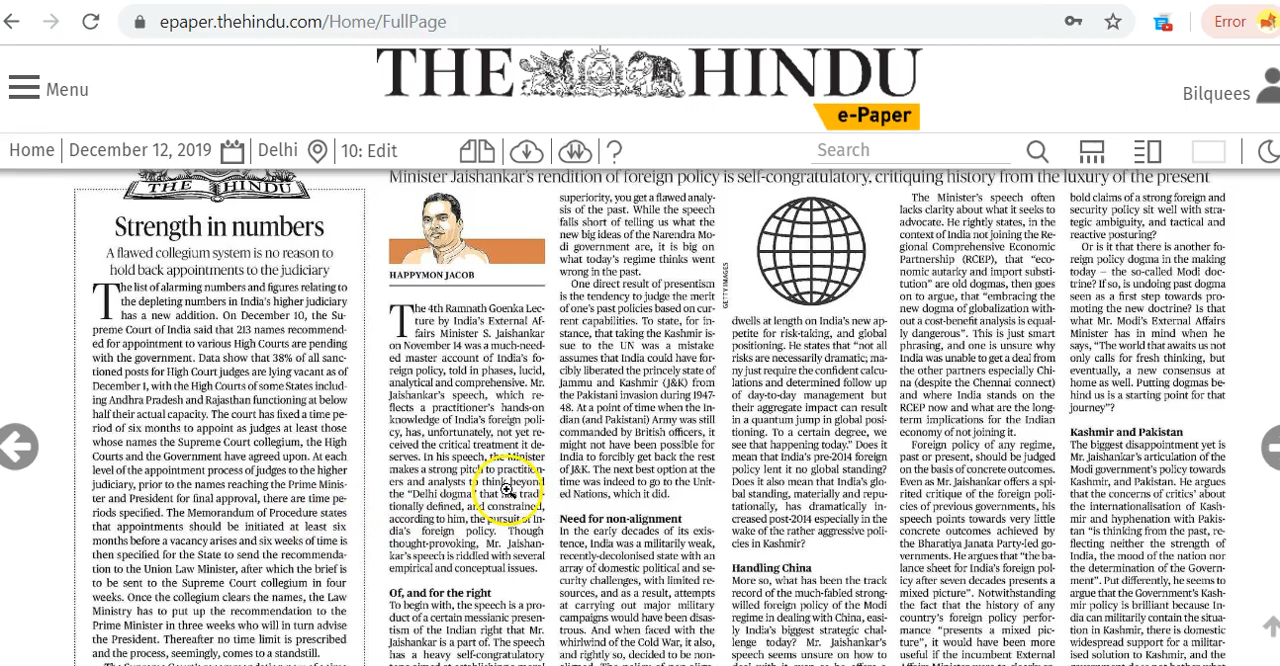 epaper.thehindu.com/Home/FullPage
Error
Menu
THE HINDU
e-Paper
Bilquees
Home
December 12, 2019
Delhi
10: Edit
?
Search
THE HINDU
Strength in numbers
A flawed collegium system is no reason to
hold back appointments to the judiciary
The list of alarming numbers and figures relating to
the depleting numbers in India's higher judiciary
has a new addition. On December 10, the Su-
preme Court of India said that 213 names recommend-
ed for appointment to various High Courts are pending
with the government. Data show that 38% of all sanc-
tioned posts for High Court judges are lying vacant as of
December 1, with the High Courts of some States includ-
ing Andhra Pradesh and Rajasthan functioning at below
half their actual capacity. The court has fixed a time pe-
riod of six months to appoint as judges at least those
whose names the Supreme Court collegium, the High
Courts and the Government have agreed upon. At each
level of the appointment process of judges to the higher
judiciary, prior to the names reaching the Prime Minis-
ter and President for final approval, there are time pe-
riods specified. The Memorandum of Procedure states
that appointments should be initiated at least six
months before a vacancy arises and six weeks of time is
then specified for the State to send the recommenda-
tion to the Union Law Minister, after which the brief is
to be sent to the Supreme Court collegium in four
weeks. Once the collegium clears the names, the Law
Ministry has to put up the recommendation to the
Prime Minister in three weeks who will in turn advise
the President. Thereafter no time limit is prescribed
and the process, seemingly, comes to a standstill.
Minister Jaishankar's rendition of foreign policy is self-congratulatory, critiquing history from the luxury of the present
HAPPYMON JACOB
The 4th Ramnath Goenka Lec-
ture by India's External Af-
fairs Minister S. Jaishankar
on November 14 was a much-need-
ed master account of India's fo-
reign policy, told in phases, lucid,
analytical and comprehensive. Mr.
Jaishankar's speech, which re-
flects a practitioner's hands-on
knowledge of India's foreign poli-
cy, has, unfortunately, not yet re-
ceived the critical treatment it de-
serves. In his speech, the Minister
makes a strong pitch to practition-
ers and analysts to think beyond
the "Delhi dogma" that has tradi-
tionally defined, and constrained,
according to him, the pursuit of In-
dia's foreign policy. Though
thought-provoking, Mr. Jaishan-
kar's speech is riddled with several
empirical and conceptual issues.
Of, and for the right
To begin with, the speech is a pro-
duct of a certain messianic presen-
tism of the Indian right that Mr.
Jaishankar is a part of. The speech
has a heavy self-congratulatory
superiority, you get a flawed analy-
sis of the past. While the speech
falls short of telling us what the
new big ideas of the Narendra Mo-
di government are, it is big on
what today's regime thinks went
wrong in the past.
One direct result of presentism
is the tendency to judge the merit
of one's past policies based on cur-
rent capabilities. To state, for in-
stance, that taking the Kashmir is-
sue to the UN was a mistake
assumes that India could have for-
cibly liberated the princely state of
Jammu and Kashmir (J&K) from
the Pakistani invasion during 1947-
48. At a point of time when the In-
dian (and Pakistani) Army was still
commanded by British officers, it
might not have been possible for
India to forcibly get back the rest
of J&K. The next best option at the
time was indeed to go to the Unit-
ed Nations, which it did.
Need for non-alignment
In the early decades of its exis-
tence, India was a militarily weak,
recently-decolonised state with an
array of domestic political and se-
curity challenges, with limited re-
sources, and as a result, attempts
at carrying out major military
campaigns would have been disas-
trous. And when faced with the
whirlwind of the Cold War, it also,
and rightly so, decided to be non-
GETTY IMAGES
dwells at length on India's new ap-
petite for risk-taking, and global
positioning. He states that "not all
risks are necessarily dramatic; ma-
ny just require the confident calcu-
lations and determined follow up
of day-to-day management but
their aggregate impact can result
in a quantum jump in global posi-
tioning. To a certain degree, we
see that happening today." Does it
mean that India's pre-2014 foreign
policy lent it no global standing?
Does it also mean that India's glo-
bal standing, materially and repu-
tationally, has dramatically in-
creased post-2014 especially in the
wake of the rather aggressive poli-
cies in Kashmir?
Handling China
More so, what has been the track
record of the much-fabled strong-
willed foreign policy of the Modi
regime in dealing with China, easi-
ly India's biggest strategic chal-
lenge today? Mr. Jaishankar's
speech seems unsure on how to
The Minister's speech often
lacks clarity about what it seeks to
advocate. He rightly states, in the
context of India not joining the Re-
gional Comprehensive Economic
Partnership (RCEP), that "eco-
nomic autarky and import substi-
tution" are old dogmas, then goes
on to argue, that "embracing the
new dogma of globalization with-
out a cost-benefit analysis is equal-
ly dangerous". This is just smart
phrasing, and one is unsure why
India was unable to get a deal from
the other partners especially Chi-
na (despite the Chennai connect)
and where India stands on the
RCEP now and what are the long-
term implications for the Indian
economy of not joining it.
Foreign policy of any regime,
past or present, should be judged
on the basis of concrete outcomes.
Even as Mr. Jaishankar offers a spi-
rited critique of the foreign poli-
cies of previous governments, his
speech points towards very little
concrete outcomes achieved by
the Bharatiya Janata Party-led go-
vernments. He argues that "the ba-
lance sheet for India's foreign poli-
cy after seven decades presents a
mixed picture". Notwithstanding
the fact that the history of any
country's foreign policy perfor-
mance "presents a mixed pic-
ture", it would have been more
useful if the incumbent External
bold claims of a strong foreign and
security policy sit well with stra-
tegic ambiguity, and tactical and
reactive posturing?
Or is it that there is another fo-
reign policy dogma in the making
today – the so-called Modi doc-
trine? If so, is undoing past dogma
seen as a first step towards pro-
moting the new doctrine? Is that
what Mr. Modi's External Affairs
Minister has in mind when he
says, "The world that awaits us not
only calls for fresh thinking, but
eventually, a new consensus at
home as well. Putting dogmas be-
hind us is a starting point for that
journey"?
Kashmir and Pakistan
The biggest disappointment yet is
Mr. Jaishankar's articulation of the
Modi government's policy towards
Kashmir, and Pakistan. He argues
that the concerns of critics' about
the internationalisation of Kashmir
and hyphenation with Pakis-
tan "is thinking from the past, re-
flecting neither the strength of
India, the mood of the nation nor
the determination of the Govern-
ment". Put differently, he seems to
argue that the Government's Kash-
mir policy is brilliant because In-
dia can militarily contain the situa-
tion in Kashmir, there is domestic
widespread support for a militar-
ised solution to Kashmir, and the